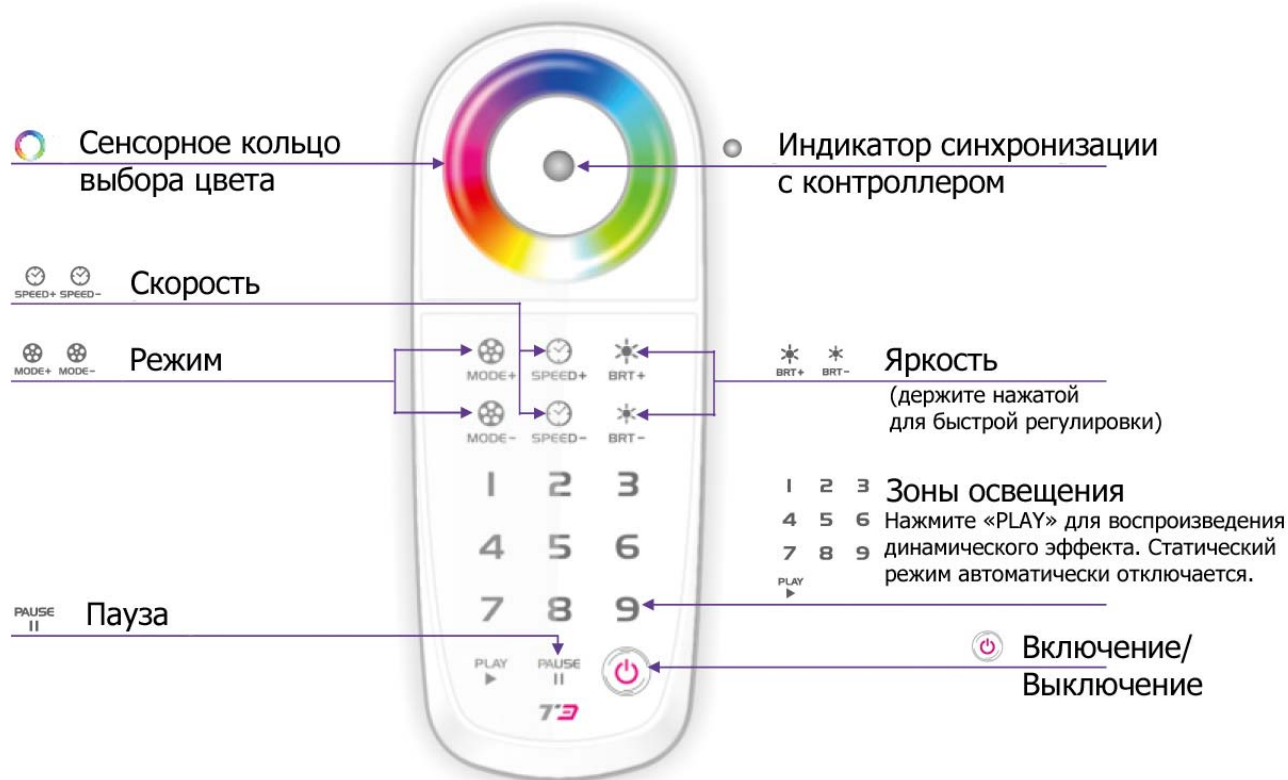 Сенсорное кольцо
выбора цвета
Индикатор синхронизации
с контроллером
SPEED+ SPEED-
Скорость
MODE+ MODE-
Режим
MODE+ SPEED+ BRT+
MODE- SPEED- BRT-
BRT+ BRT-
Яркость
(держите нажатой
для быстрой регулировки)
1 2 3
4 5 6
7 8 9
PLAY PAUSE
T3
1 2 3
4 5 6
7 8 9
PLAY
Зоны освещения
Нажмите «PLAY» для воспроизведения
динамического эффекта. Статический
режим автоматически отключается.
PAUSE
Пауза
Включение/
Выключение